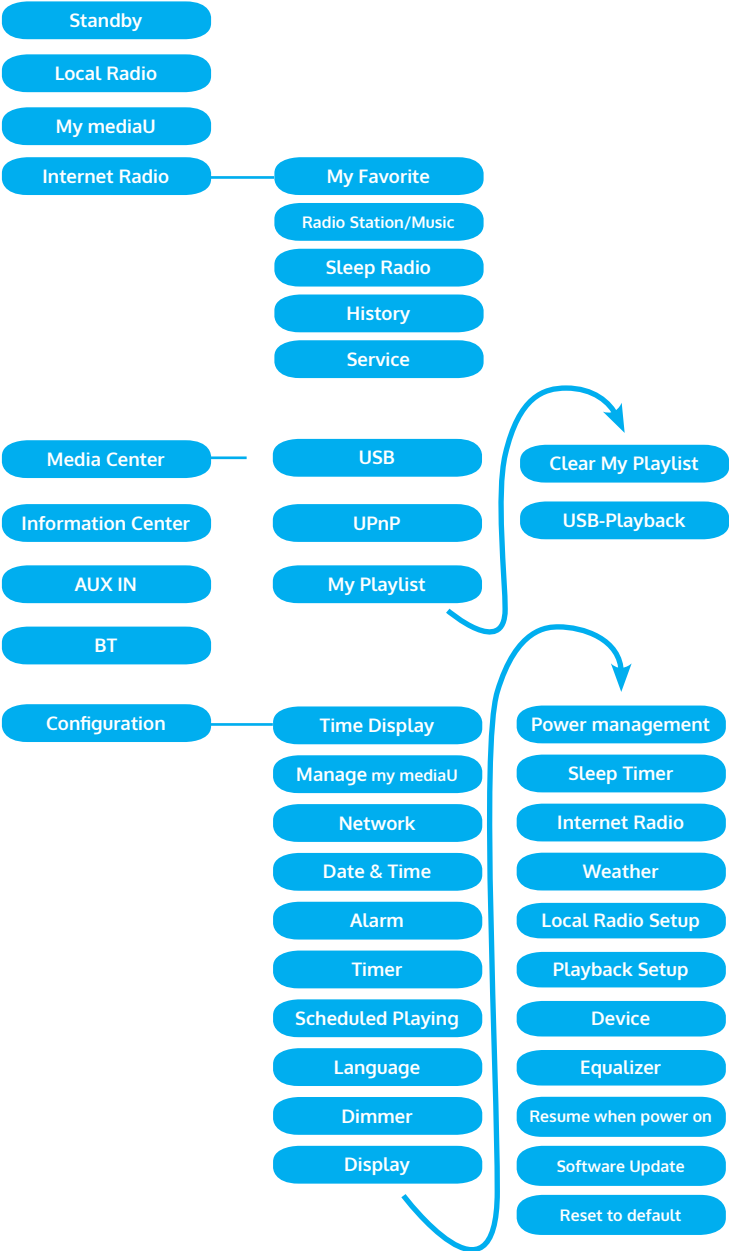 Standby
Local Radio
My mediaU
Internet Radio
My Favorite
Radio Station/Music
Sleep Radio
History
Service
Media Center
USB
UPnP
My Playlist
Clear My Playlist
USB-Playback
Information Center
AUX IN
BT
Configuration
Time Display
Manage my mediaU
Network
Date & Time
Alarm
Timer
Scheduled Playing
Language
Dimmer
Display
Power management
Sleep Timer
Internet Radio
Weather
Local Radio Setup
Playback Setup
Device
Equalizer
Resume when power on
Software Update
Reset to default